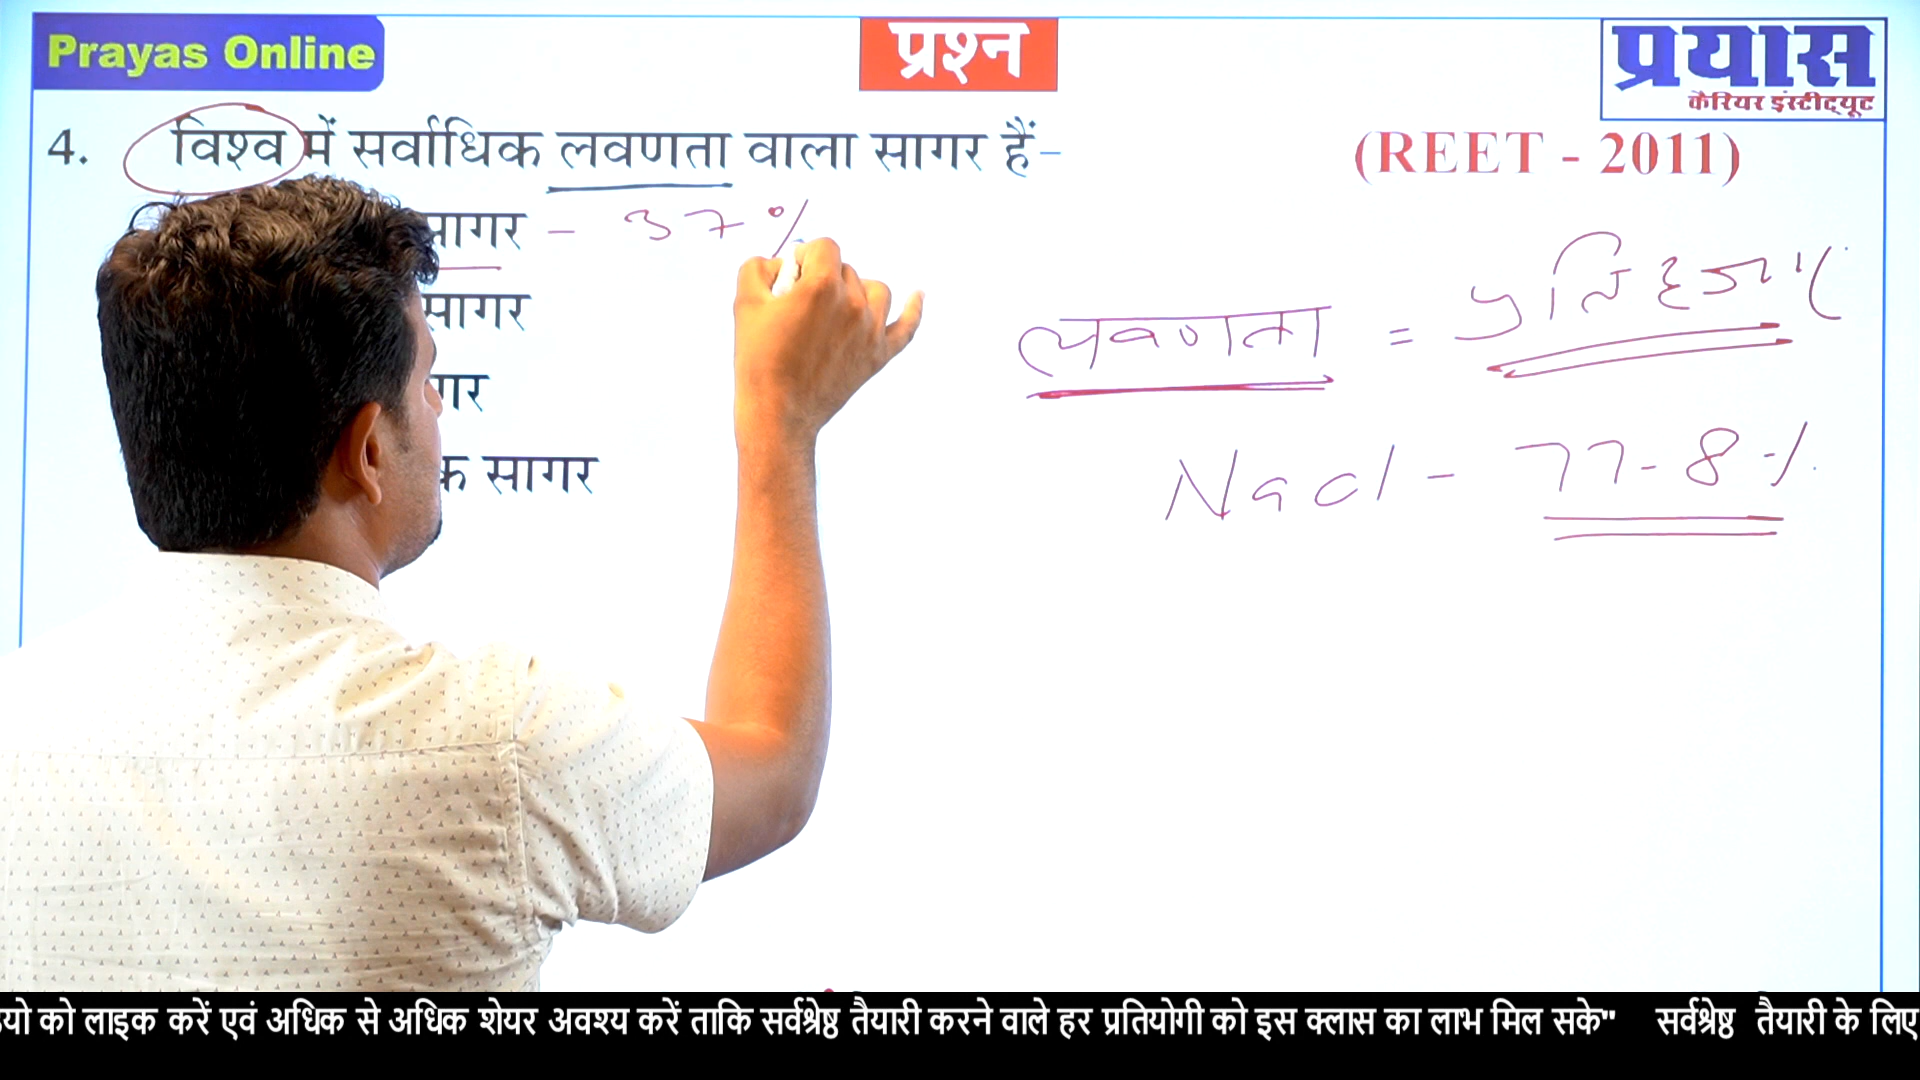 Prayas Online
प्रश्न
प्रयास
कैरियर इंस्टीट्यूट
4. विश्व में सर्वाधिक लवणता वाला सागर हैं-
(REET - 2011)
सागर - 37%
सागर
क सागर
लवणता = प्रतिहजार
Nacl - 77-8%
को लाइक करें एवं अधिक से अधिक शेयर अवश्य करें ताकि सर्वश्रेष्ठ तैयारी करने वाले हर प्रतियोगी को इस क्लास का लाभ मिल सके" सर्वश्रेष्ठ तैयारी के लिए